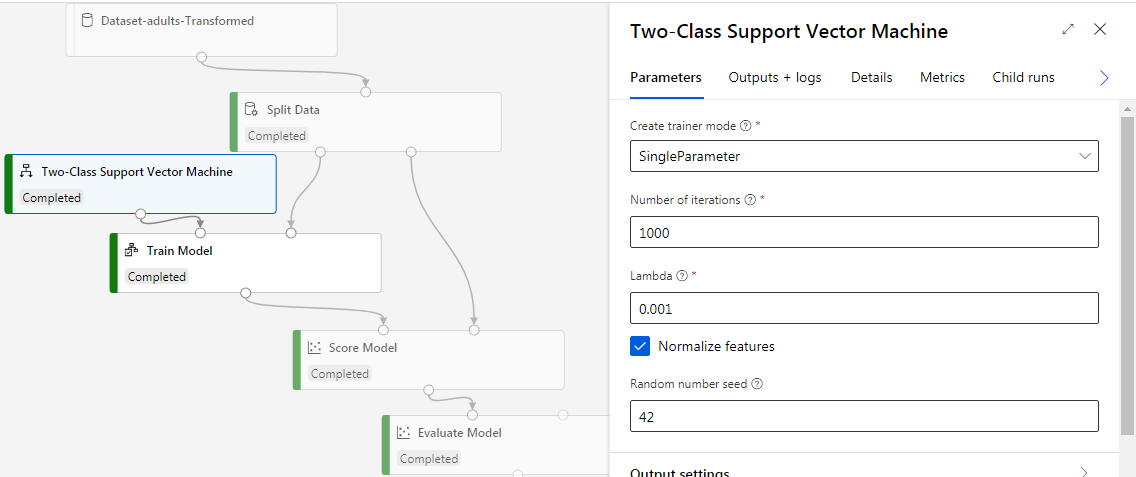 Dataset-adults-Transformed
Split Data
Completed
Two-Class Support Vector Machine
Completed
Train Model
Completed
Score Model
Completed
Evaluate Model
Completed
Two-Class Support Vector Machine
Parameters Outputs + logs Details Metrics Child runs
Create trainer mode *
SingleParameter
Number of iterations *
1000
Lambda *
0.001
Normalize features
Random number seed
42
Output settings